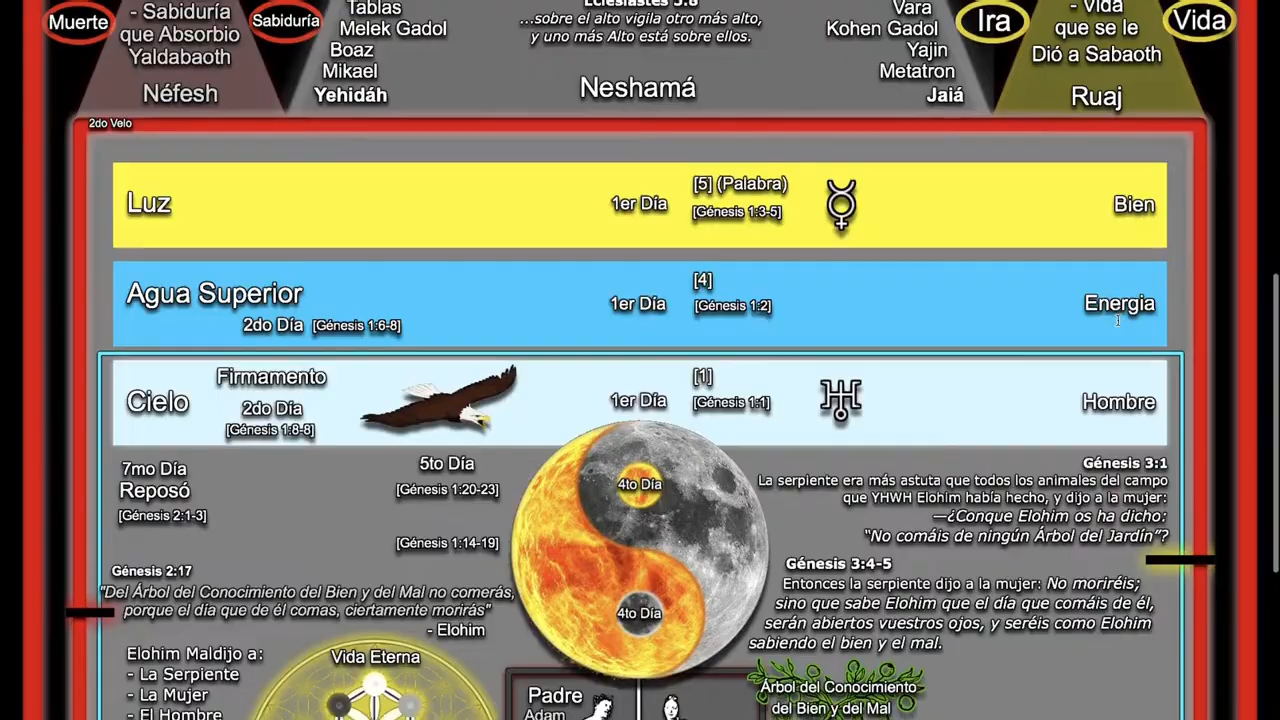 Muerte
- Sabiduría
que Absorbio
Yaldabaoth
Néfesh
Sabiduría
Tablas
Melek Gadol
Boaz
Mikael
Yehidáh
Eclesiastés 5:8
...sobre el alto vigila otro más alto,
y uno más Alto está sobre ellos.
Neshamá
Vara
Kohen Gadol
Yajin
Metatron
Jaiá
Ira
- Vida
que se le
Dió a Sabaoth
Ruaj
Vida
2do Velo
Luz
1er Día
[5] (Palabra)
[Génesis 1:3-5]
Bien
Agua Superior
2do Día [Génesis 1:6-8]
1er Día
[4]
[Génesis 1:2]
Energia
Cielo
Firmamento
2do Día
[Génesis 1:8-8]
1er Día
[1]
[Génesis 1:1]
Hombre
7mo Día
Reposó
[Génesis 2:1-3]
5to Día
[Génesis 1:20-23]
[Génesis 1:14-19]
4to Día
4to Día
Génesis 3:1
La serpiente era más astuta que todos los animales del campo
que YHWH Elohim había hecho, y dijo a la mujer:
—¿Conque Elohim os ha dicho:
“No comáis de ningún Árbol del Jardín”?
Génesis 2:17
"Del Árbol del Conocimiento del Bien y del Mal no comerás,
porque el día que de él comas, ciertamente morirás"
- Elohim
Génesis 3:4-5
Entonces la serpiente dijo a la mujer: No moriréis;
sino que sabe Elohim que el día que comáis de él,
serán abiertos vuestros ojos, y seréis como Elohim
sabiendo el bien y el mal.
Elohim Maldijo a:
- La Serpiente
- La Mujer
- El Hombre
Vida Eterna
Padre
Adam
Árbol del Conocimiento
del Bien y del Mal